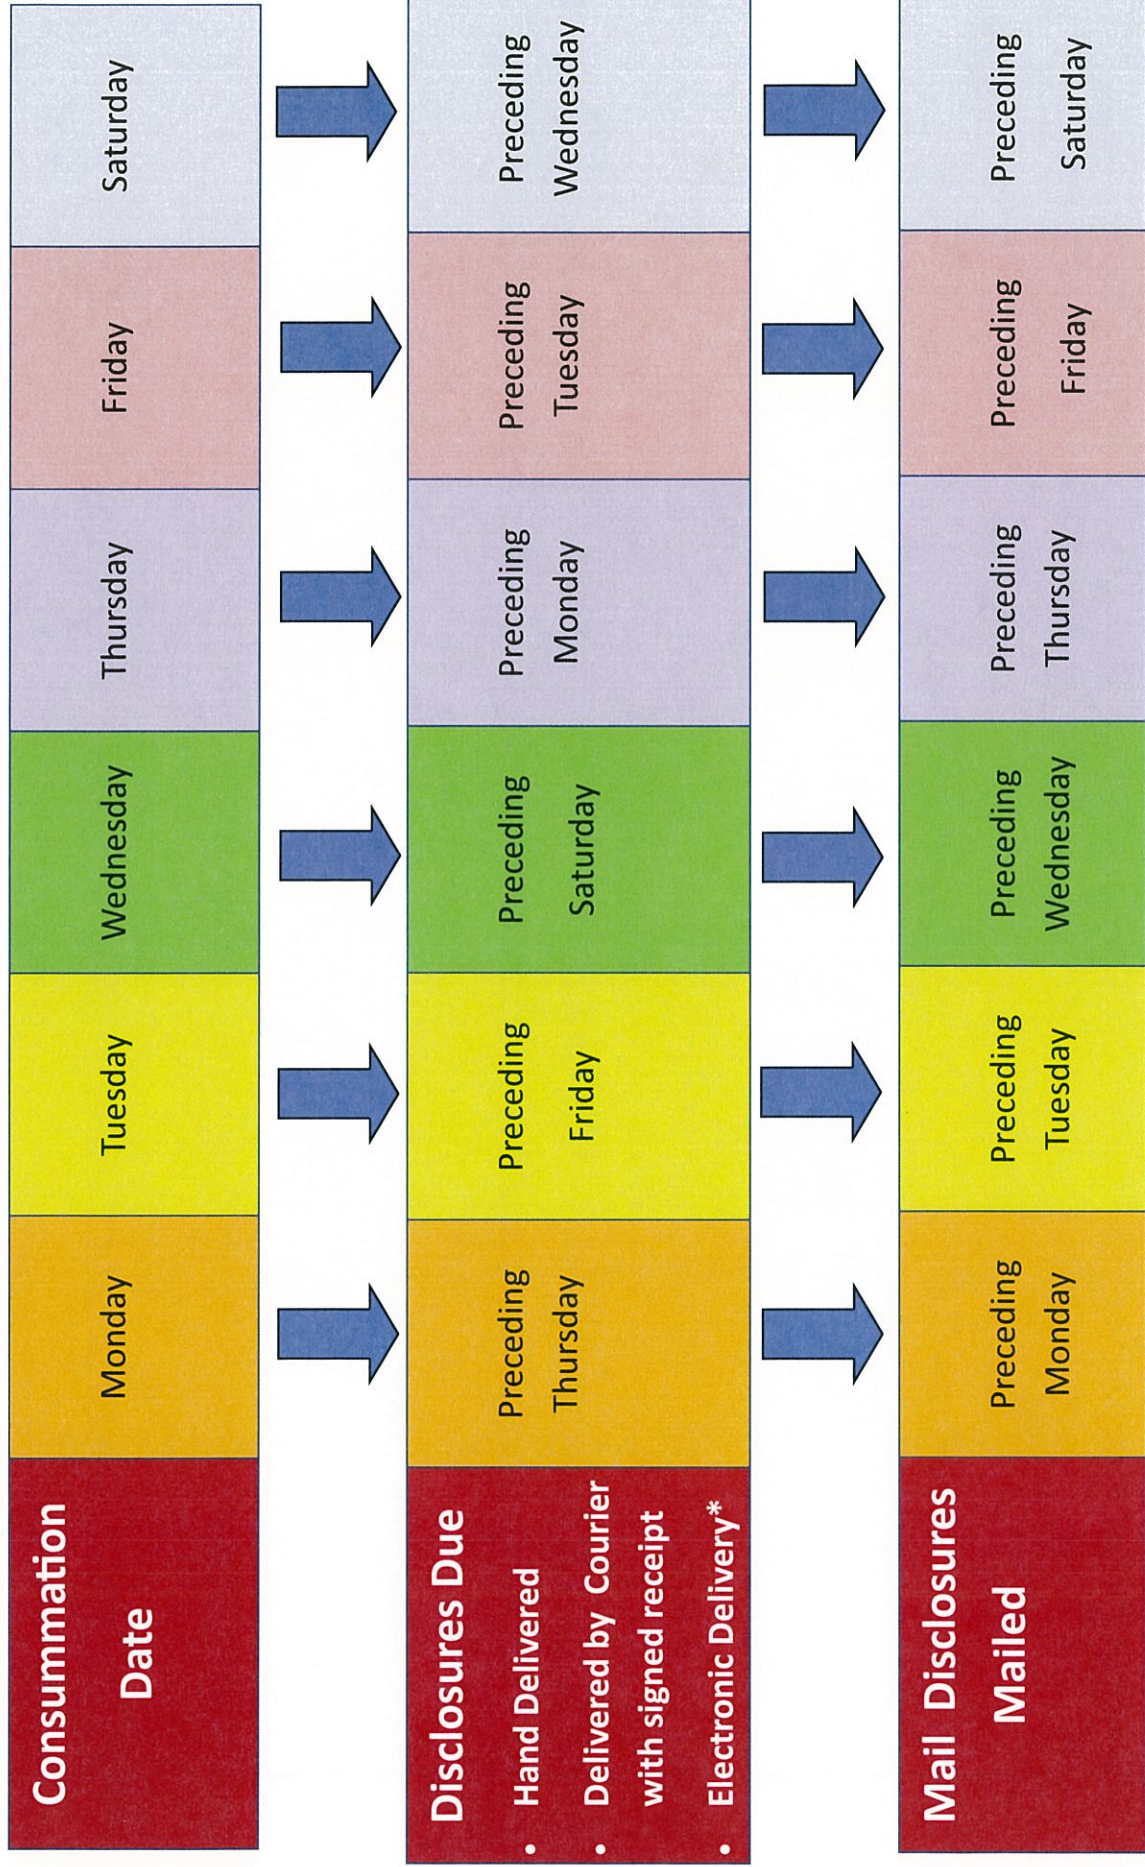 Consummation
Date
Monday
Tuesday
Wednesday
Thursday
Friday
Saturday
Disclosures Due
• Hand Delivered
• Delivered by Courier
with signed receipt
• Electronic Delivery*
Preceding
Thursday
Preceding
Friday
Preceding
Saturday
Preceding
Monday
Preceding
Tuesday
Preceding
Wednesday
Mail Disclosures
Mailed
Preceding
Monday
Preceding
Tuesday
Preceding
Wednesday
Preceding
Thursday
Preceding
Friday
Preceding
Saturday